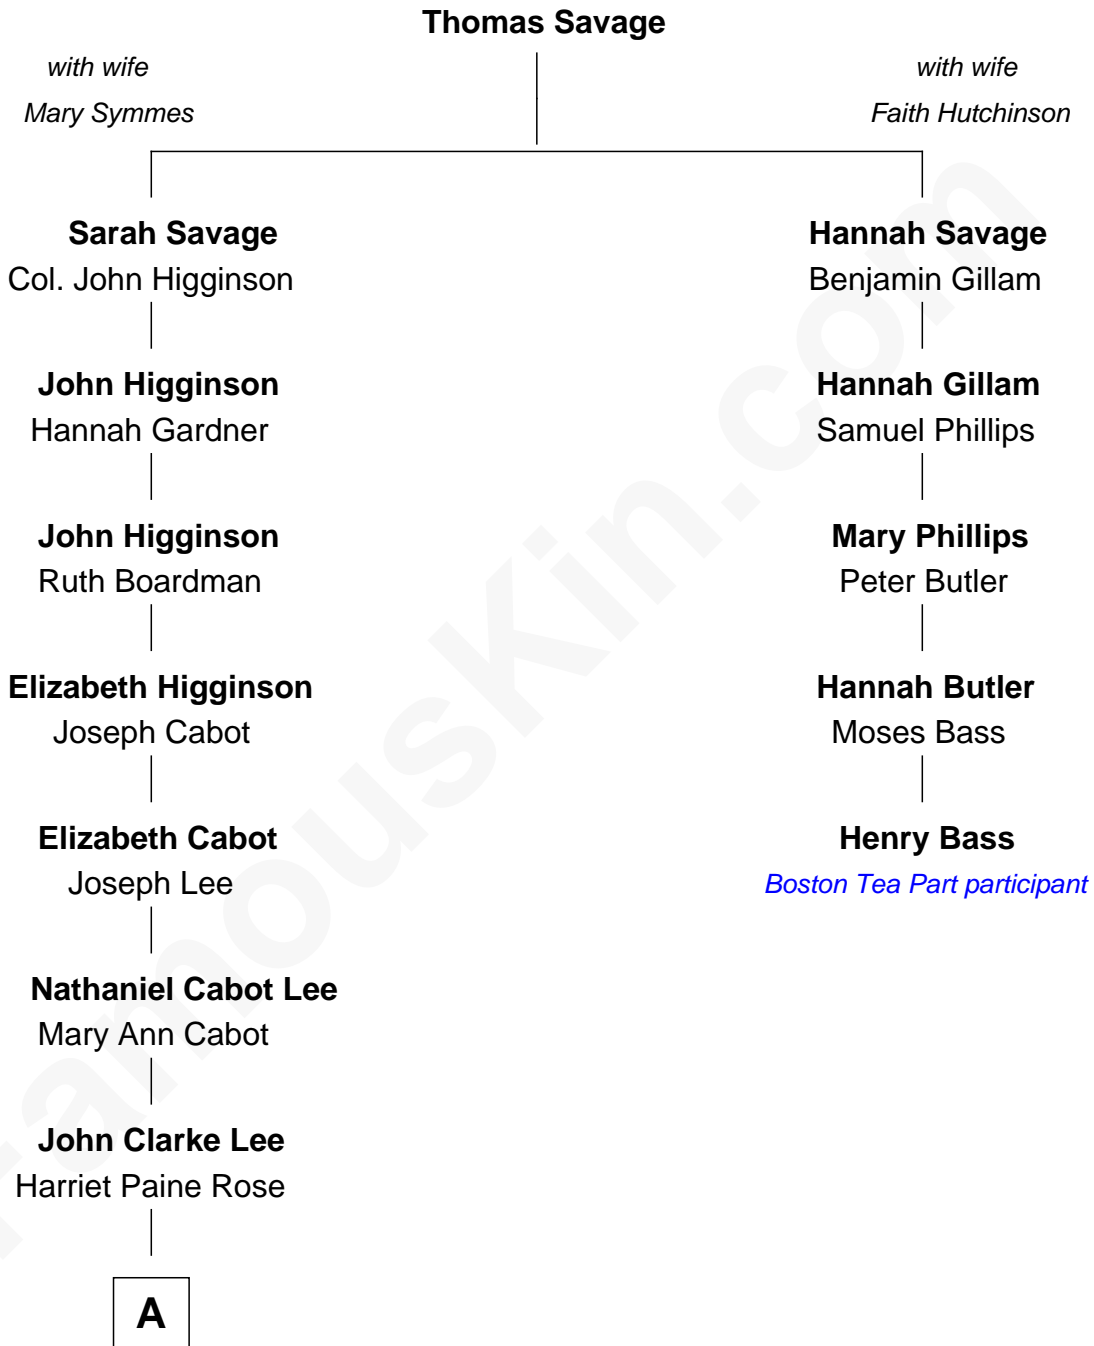 Thomas Savage
with wife
Mary Symmes
with wife
Faith Hutchinson
Sarah Savage
Col. John Higginson
Hannah Savage
Benjamin Gillam
John Higginson
Hannah Gardner
Hannah Gillam
Samuel Phillips
John Higginson
Ruth Boardman
Mary Phillips
Peter Butler
Elizabeth Higginson
Joseph Cabot
Hannah Butler
Moses Bass
Elizabeth Cabot
Joseph Lee
Henry Bass
Boston Tea Part participant
Nathaniel Cabot Lee
Mary Ann Cabot
John Clarke Lee
Harriet Paine Rose
A
FamousKin.com